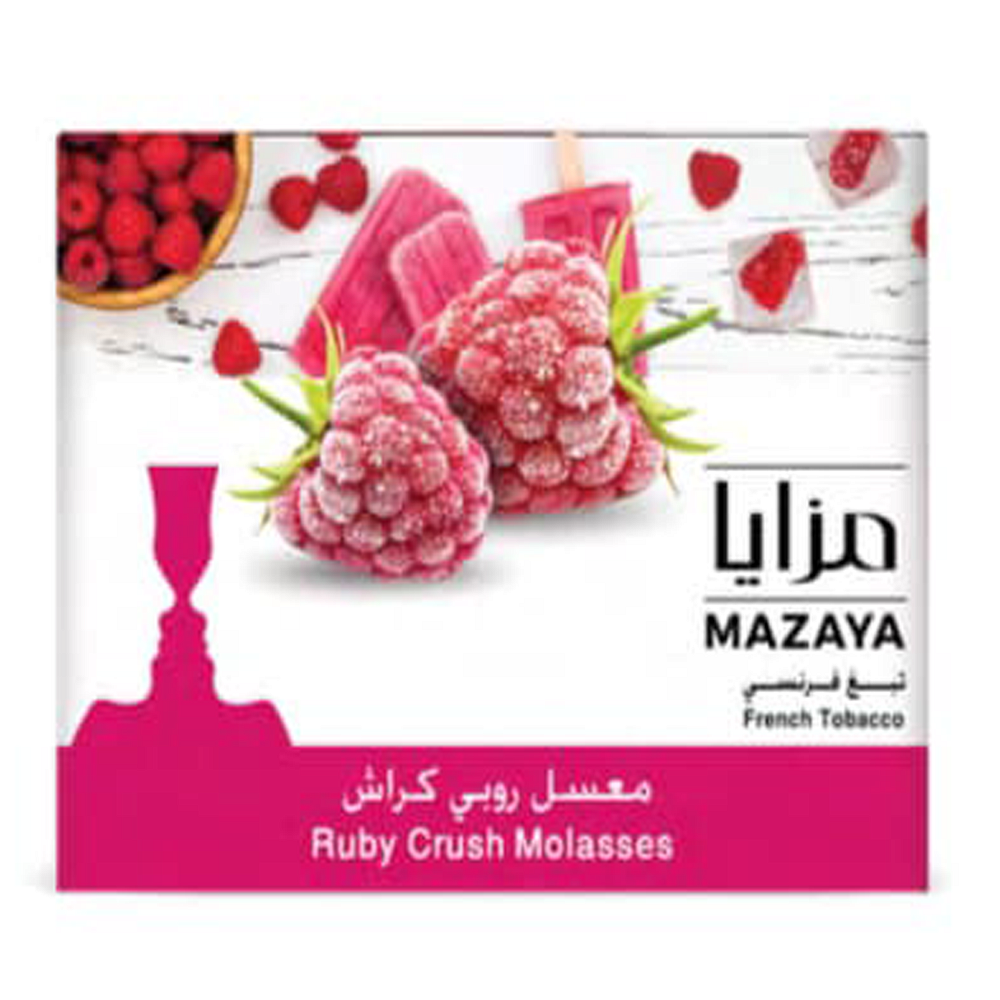 مزايا
MAZAYA
تبغ فرنسي
French Tobacco
معسل روبي كراش
Ruby Crush Molasses